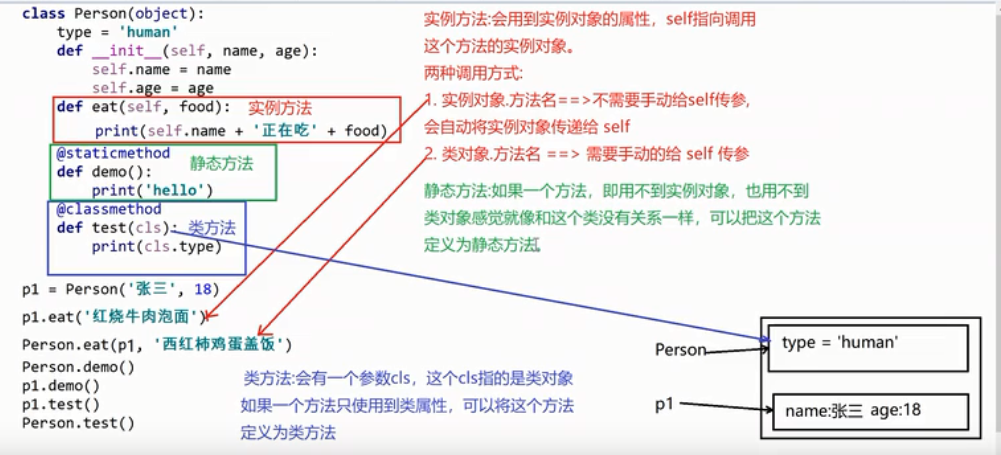 class Person(object):
type = 'human'
def __init__(self, name, age):
self.name = name
self.age = age
def eat(self, food): 实例方法
print(self.name + '正在吃' + food)
@staticmethod
静态方法
def demo():
print('hello')
@classmethod
def test(cls): 类方法
print(cls.type)
p1 = Person('张三', 18)
p1.eat('红烧牛肉泡面')
Person.eat(p1, '西红柿鸡蛋盖饭')
Person.demo()
p1.demo()
p1.test()
Person.test()
实例方法:会用到实例对象的属性，self指向调用
这个方法的实例对象。
两种调用方式:
1. 实例对象.方法名==>不需要手动给self传参,
会自动将实例对象传递给 self
2. 类对象.方法名 ==> 需要手动的给 self 传参
静态方法:如果一个方法，即用不到实例对象，也用不到
类对象感觉就像和这个类没有关系一样，可以把这个方法
定义为静态方法。
类方法:会有一个参数cls，这个cls指的是类对象
如果一个方法只使用到类属性，可以将这个方法
定义为类方法
Person
type = 'human'
p1
name:张三 age:18